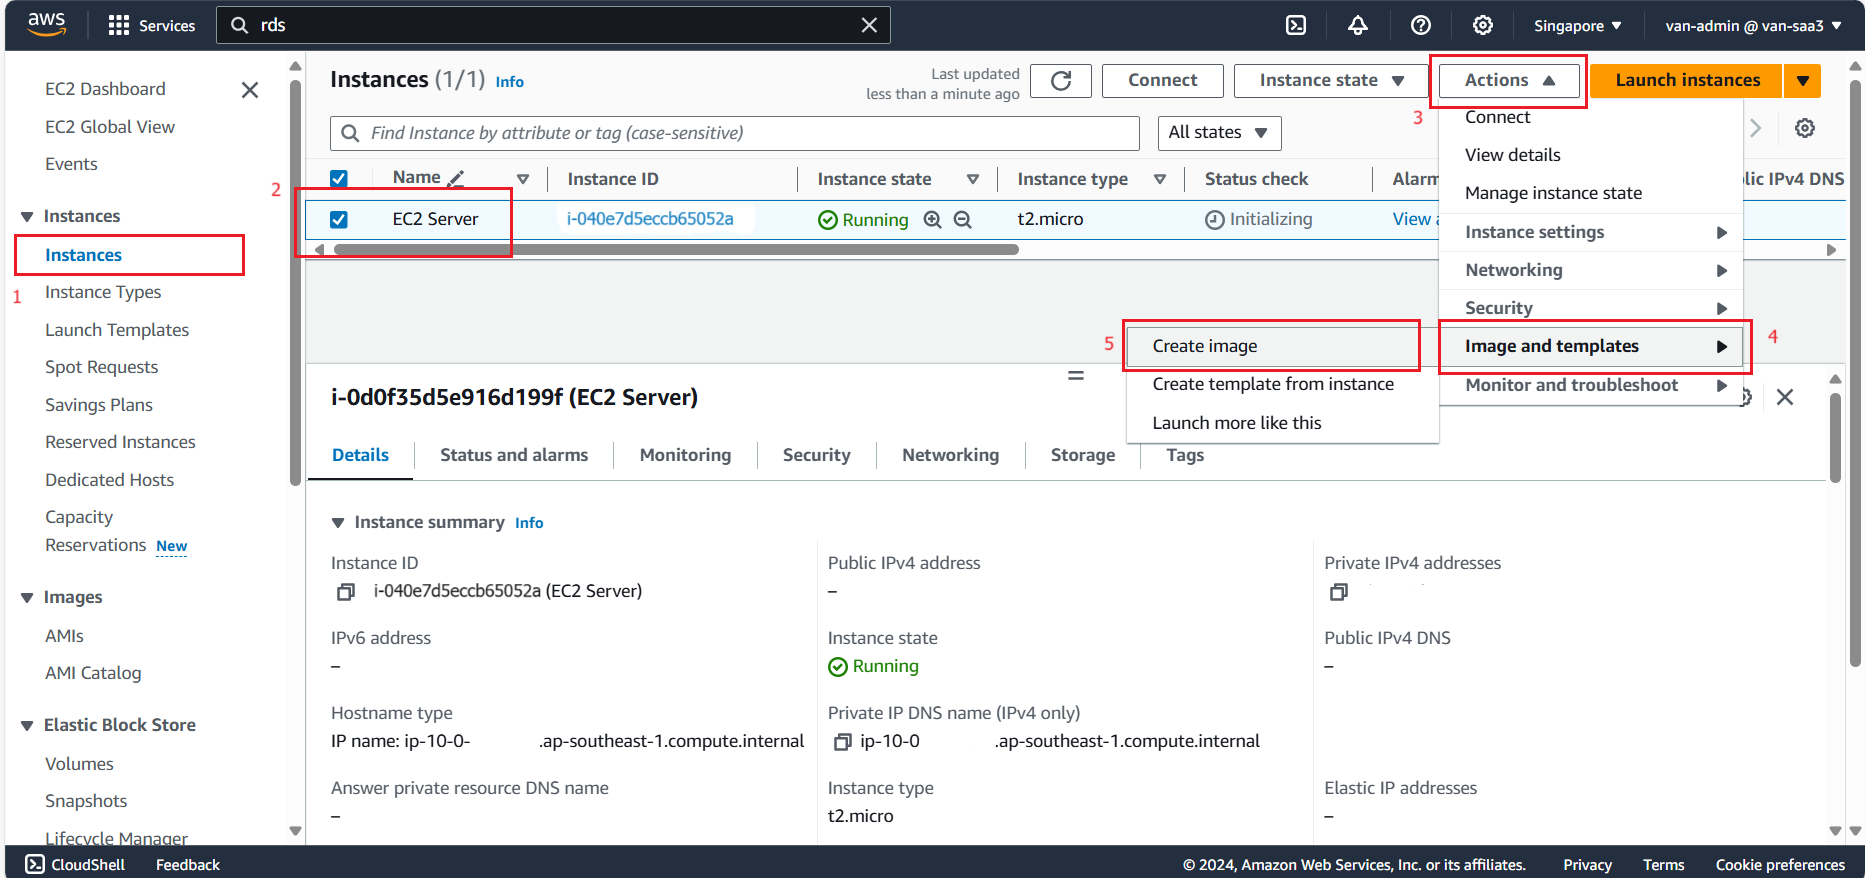 aws
Services
rds
Singapore
van-admin @ van-saa3
EC2 Dashboard
EC2 Global View
Events
Instances
1
Instances
Instance Types
Launch Templates
Spot Requests
Savings Plans
Reserved Instances
Dedicated Hosts
Capacity
Reservations New
Images
AMIs
AMI Catalog
Elastic Block Store
Volumes
Snapshots
Lifecycle Manager
Instances (1/1) Info
Last updated
less than a minute ago
Connect
Instance state
Actions
Launch instances
3
Find Instance by attribute or tag (case-sensitive)
All states
2
Name Instance ID Instance state Instance type Status check Alarm lic IPv4 DNS
EC2 Server i-040e7d5eccb65052a Running t2.micro Initializing View a
Connect
View details
Manage instance state
Instance settings
Networking
Security
Image and templates
4
Monitor and troubleshoot
5
Create image
Create template from instance
Launch more like this
i-0d0f35d5e916d199f (EC2 Server)
Details Status and alarms Monitoring Security Networking Storage Tags
Instance summary Info
Instance ID
i-040e7d5eccb65052a (EC2 Server)
Public IPv4 address
–
Private IPv4 addresses
IPv6 address
–
Instance state
Running
Public IPv4 DNS
–
Hostname type
IP name: ip-10-0- .ap-southeast-1.compute.internal
Private IP DNS name (IPv4 only)
ip-10-0 .ap-southeast-1.compute.internal
Answer private resource DNS name
–
Instance type
t2.micro
Elastic IP addresses
–
CloudShell Feedback © 2024, Amazon Web Services, Inc. or its affiliates. Privacy Terms Cookie preferences